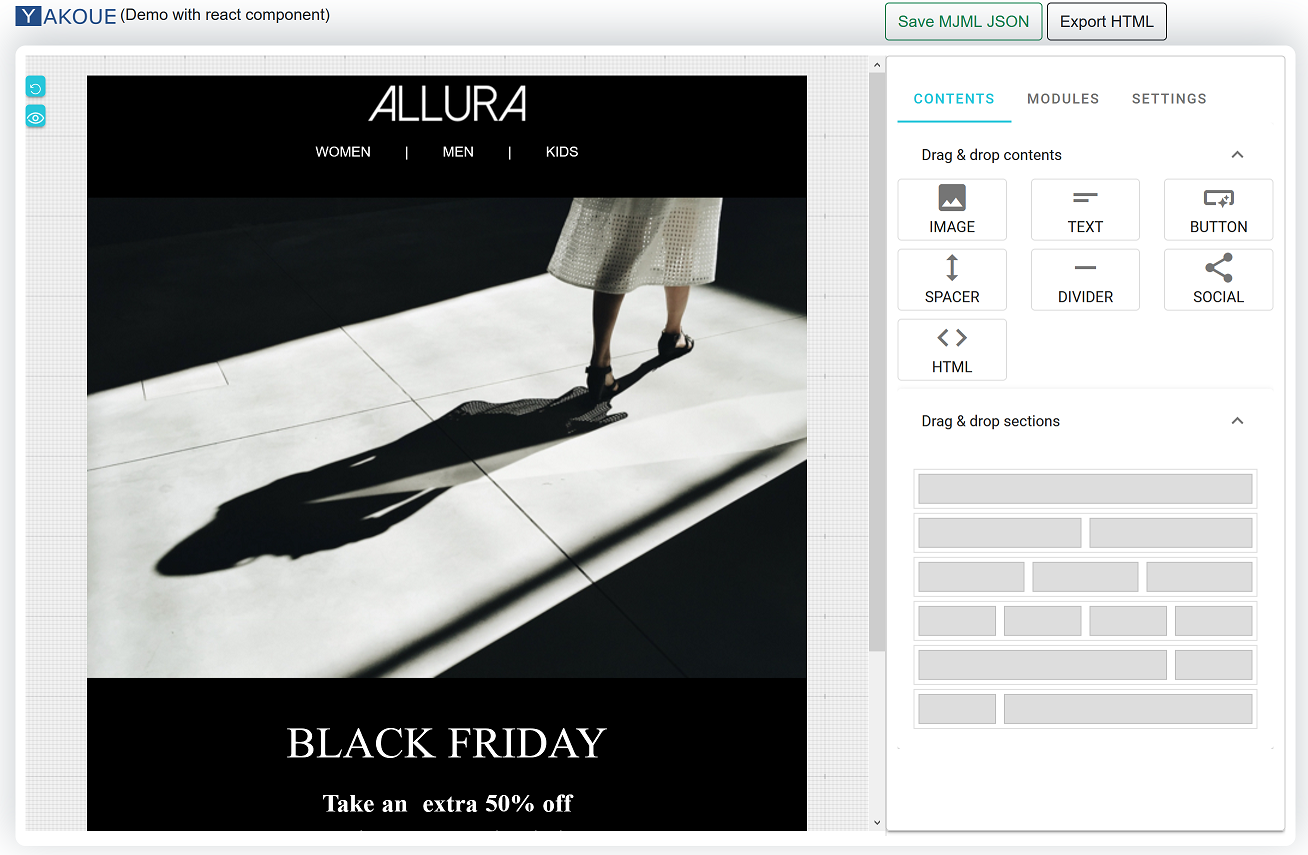 YAKOUE (Demo with react component)
Save MJML JSON
Export HTML
ALLURA
WOMEN | MEN | KIDS
BLACK FRIDAY
Take an extra 50% off
CONTENTS
MODULES
SETTINGS
Drag & drop contents
IMAGE
TEXT
BUTTON
SPACER
DIVIDER
SOCIAL
HTML
Drag & drop sections